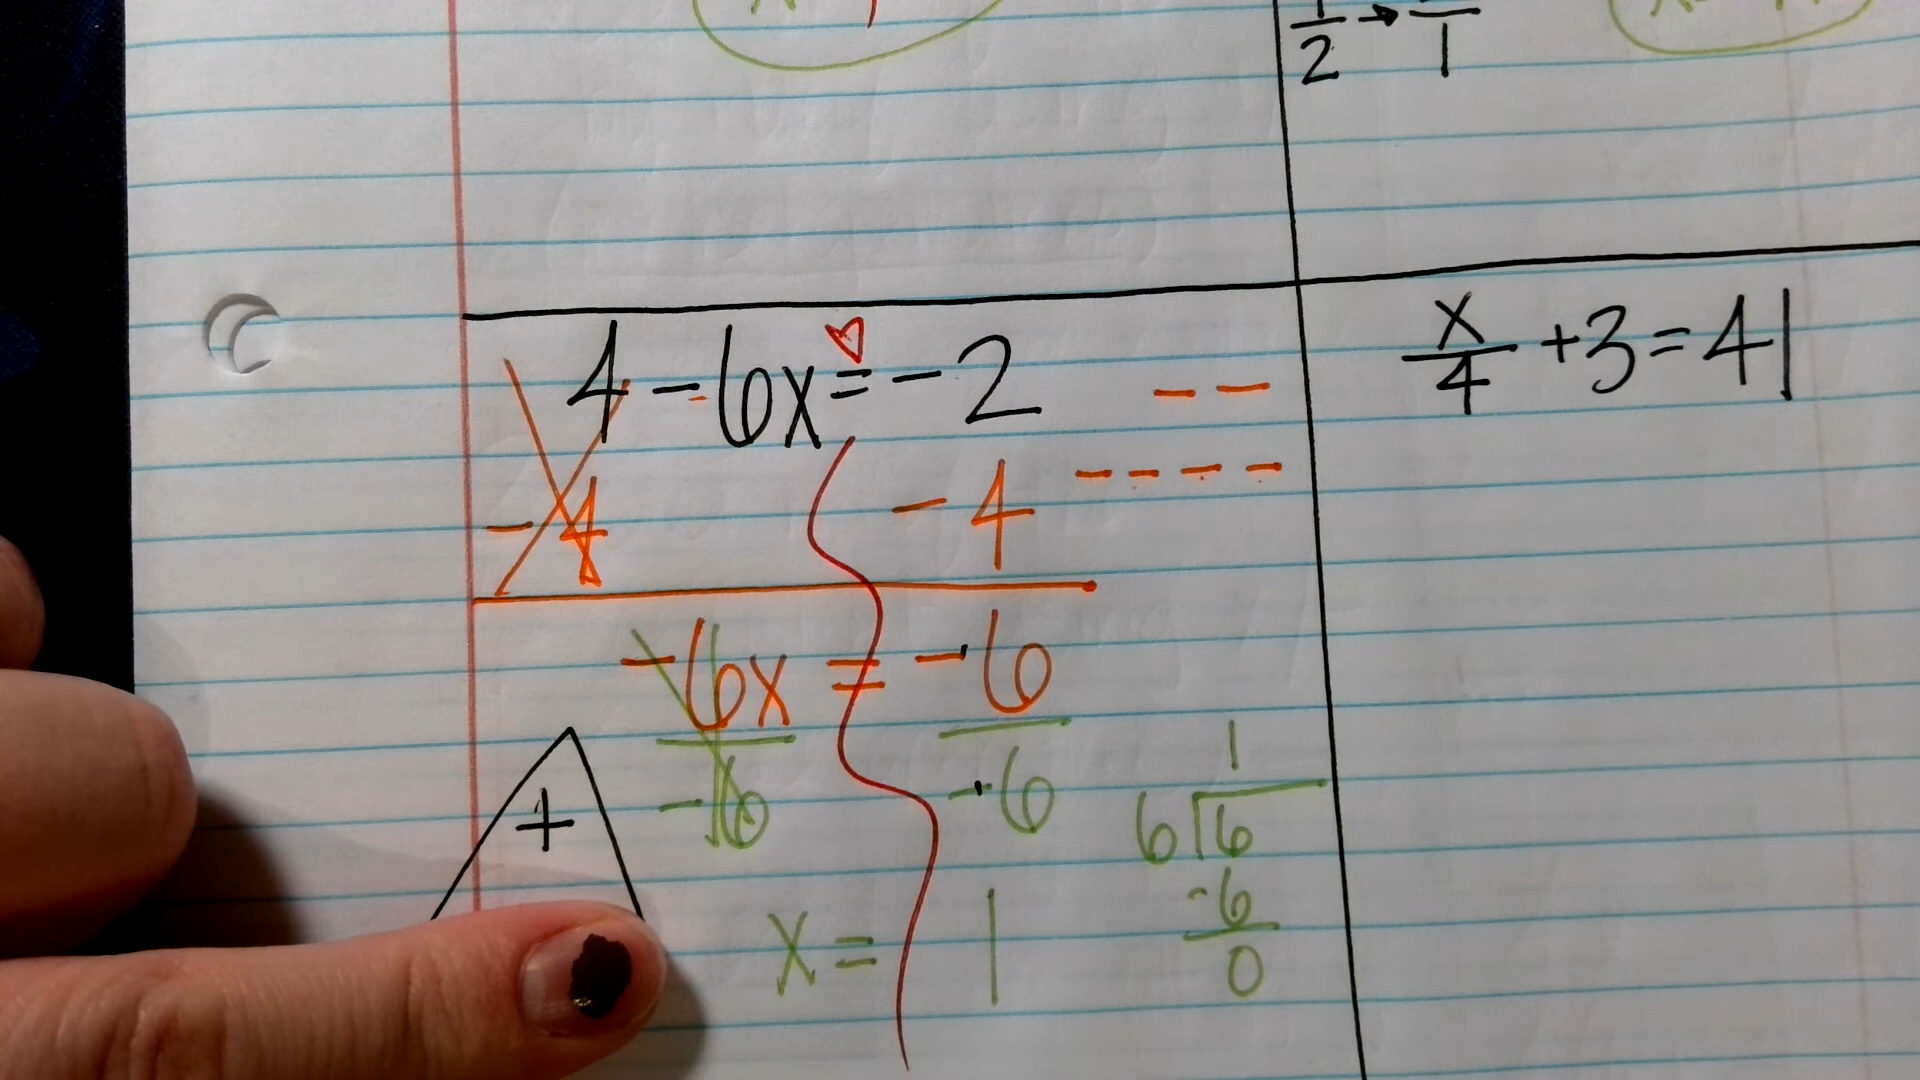 1/2 → /1
4 - 6x = -2
- -
-4 -4 - - - -
-6x = -6
-6 -6
+
1
6 6
-6
x = 1
0
x/4 + 3 = 41